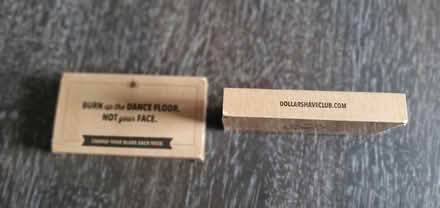 BURN up the DANCE FLOOR,
NOT your FACE.
CHANGE YOUR BLADE EACH WEEK.
DOLLARSHAVECLUB.COM